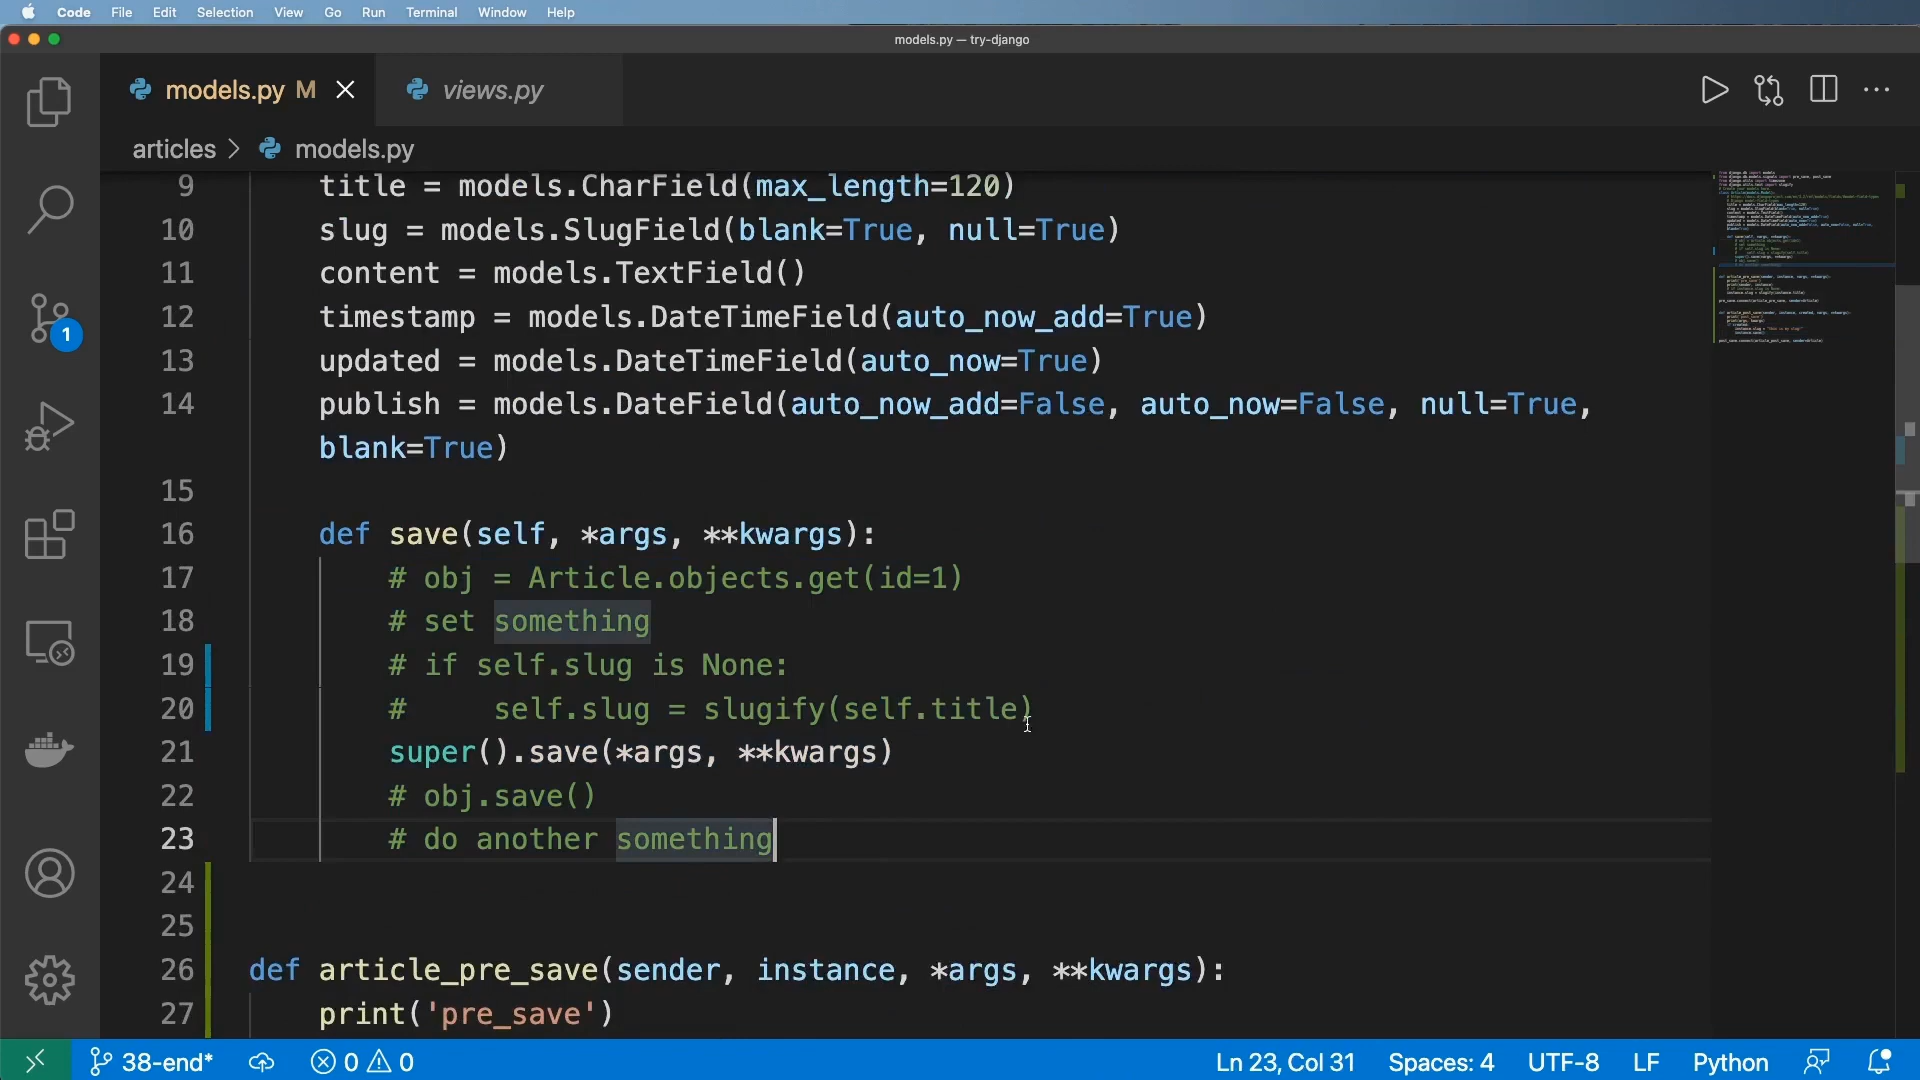 Code File Edit Selection View Go Run Terminal Window Help
models.py — try-django
models.py M views.py
articles > models.py
9 title = models.CharField(max_length=120)
10 slug = models.SlugField(blank=True, null=True)
11 content = models.TextField()
12 timestamp = models.DateTimeField(auto_now_add=True)
13 updated = models.DateTimeField(auto_now=True)
14 publish = models.DateField(auto_now_add=False, auto_now=False, null=True,
blank=True)
15
16 def save(self, *args, **kwargs):
17 # obj = Article.objects.get(id=1)
18 # set something
19 # if self.slug is None:
20 #     self.slug = slugify(self.title)
21 super().save(*args, **kwargs)
22 # obj.save()
23 # do another something
24
25
26 def article_pre_save(sender, instance, *args, **kwargs):
27 print('pre_save')
1
38-end* 0 0 Ln 23, Col 31 Spaces: 4 UTF-8 LF Python